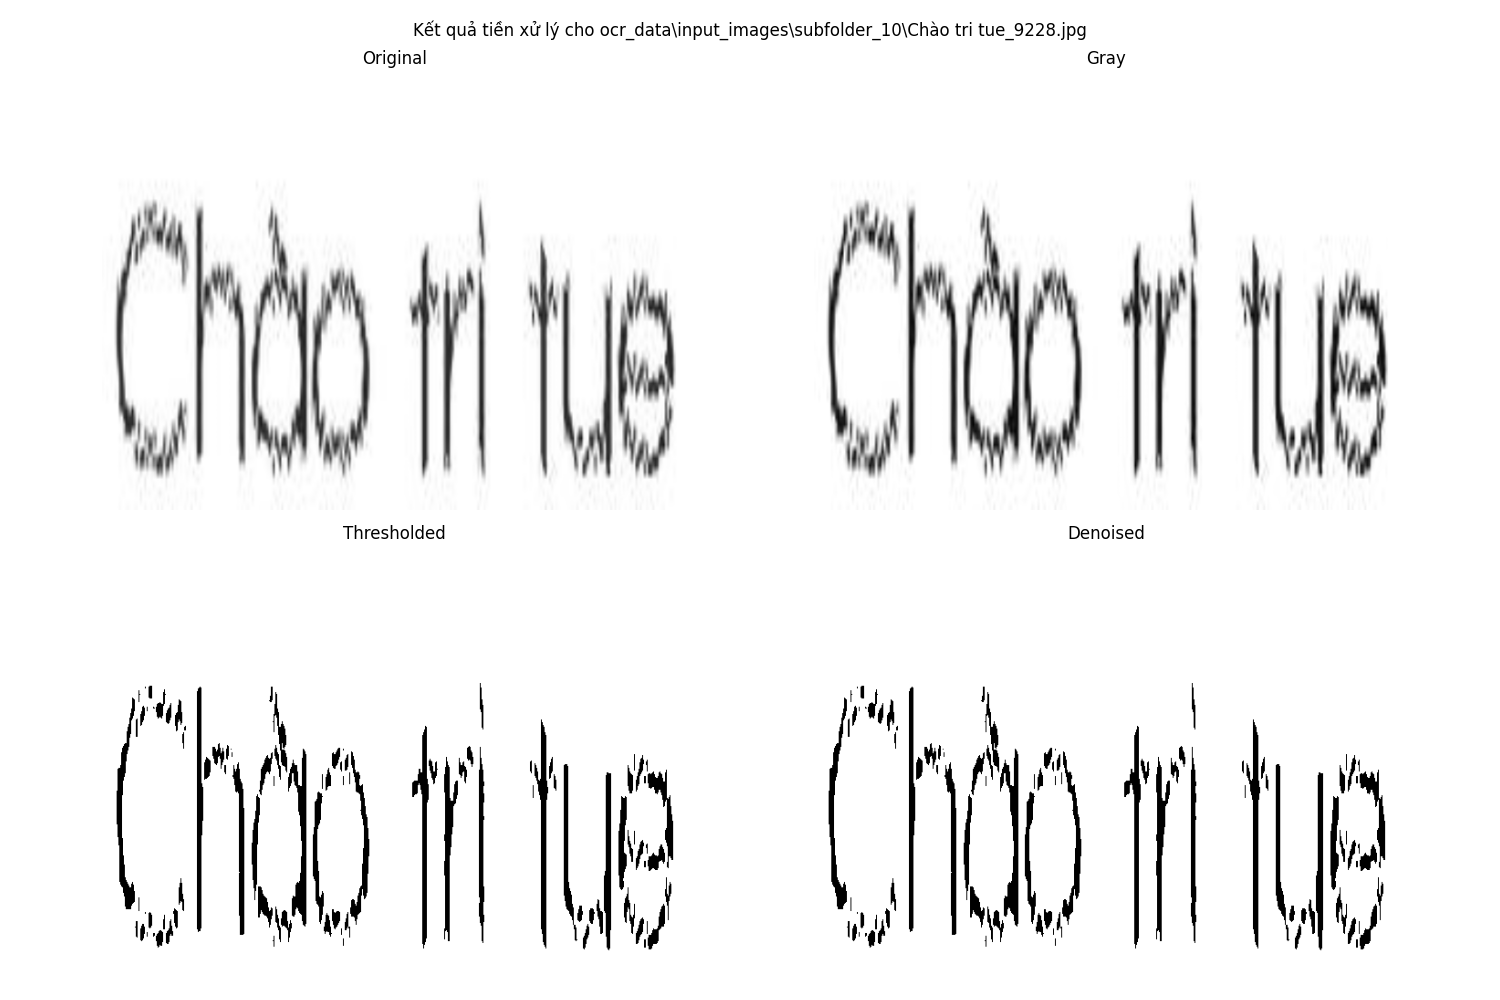 Kết quả tiền xử lý cho ocr_data\input_images\subfolder_10\Chào tri tue_9228.jpg
Original
Gray
Chào tri tue
Chào tri tue
Thresholded
Denoised
Chào tri tue
Chào tri tue